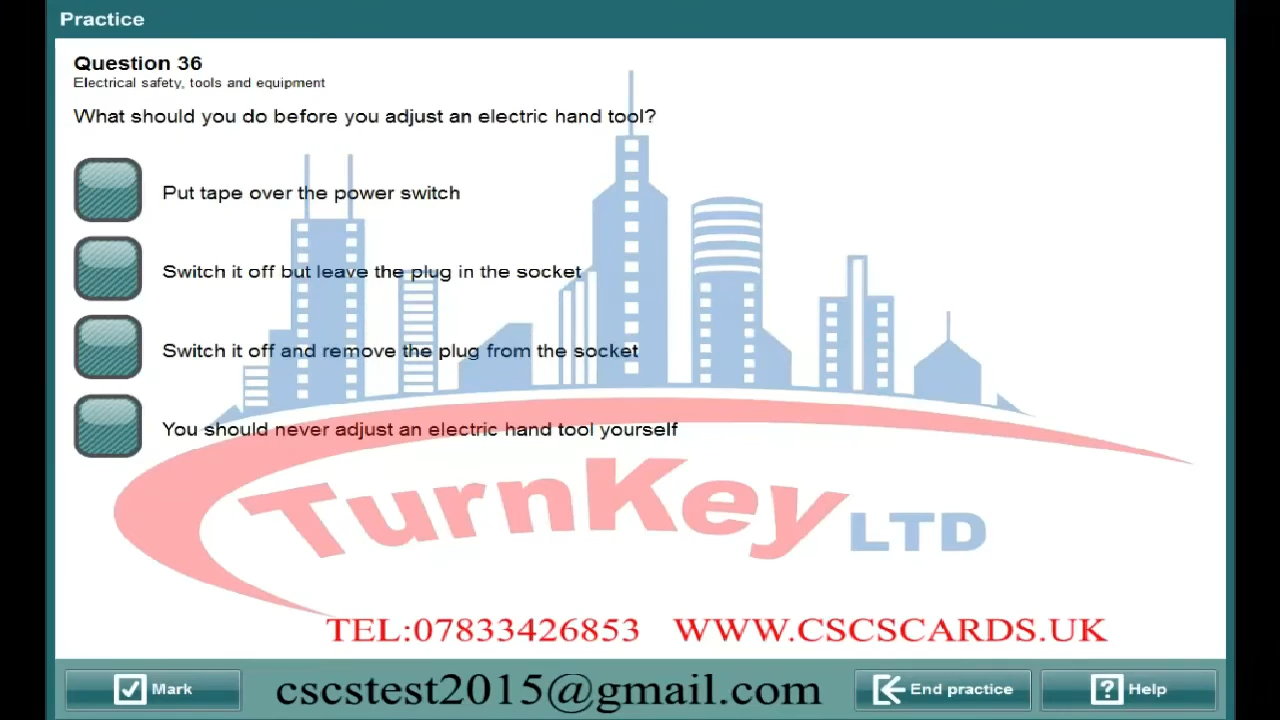 Practice
Question 36
Electrical safety, tools and equipment
What should you do before you adjust an electric hand tool?
Put tape over the power switch
Switch it off but leave the plug in the socket
Switch it off and remove the plug from the socket
You should never adjust an electric hand tool yourself
TurnKey LTD
TEL:07833426853 WWW.CSCSCARDS.UK
Mark cscstest2015@gmail.com End practice ? Help